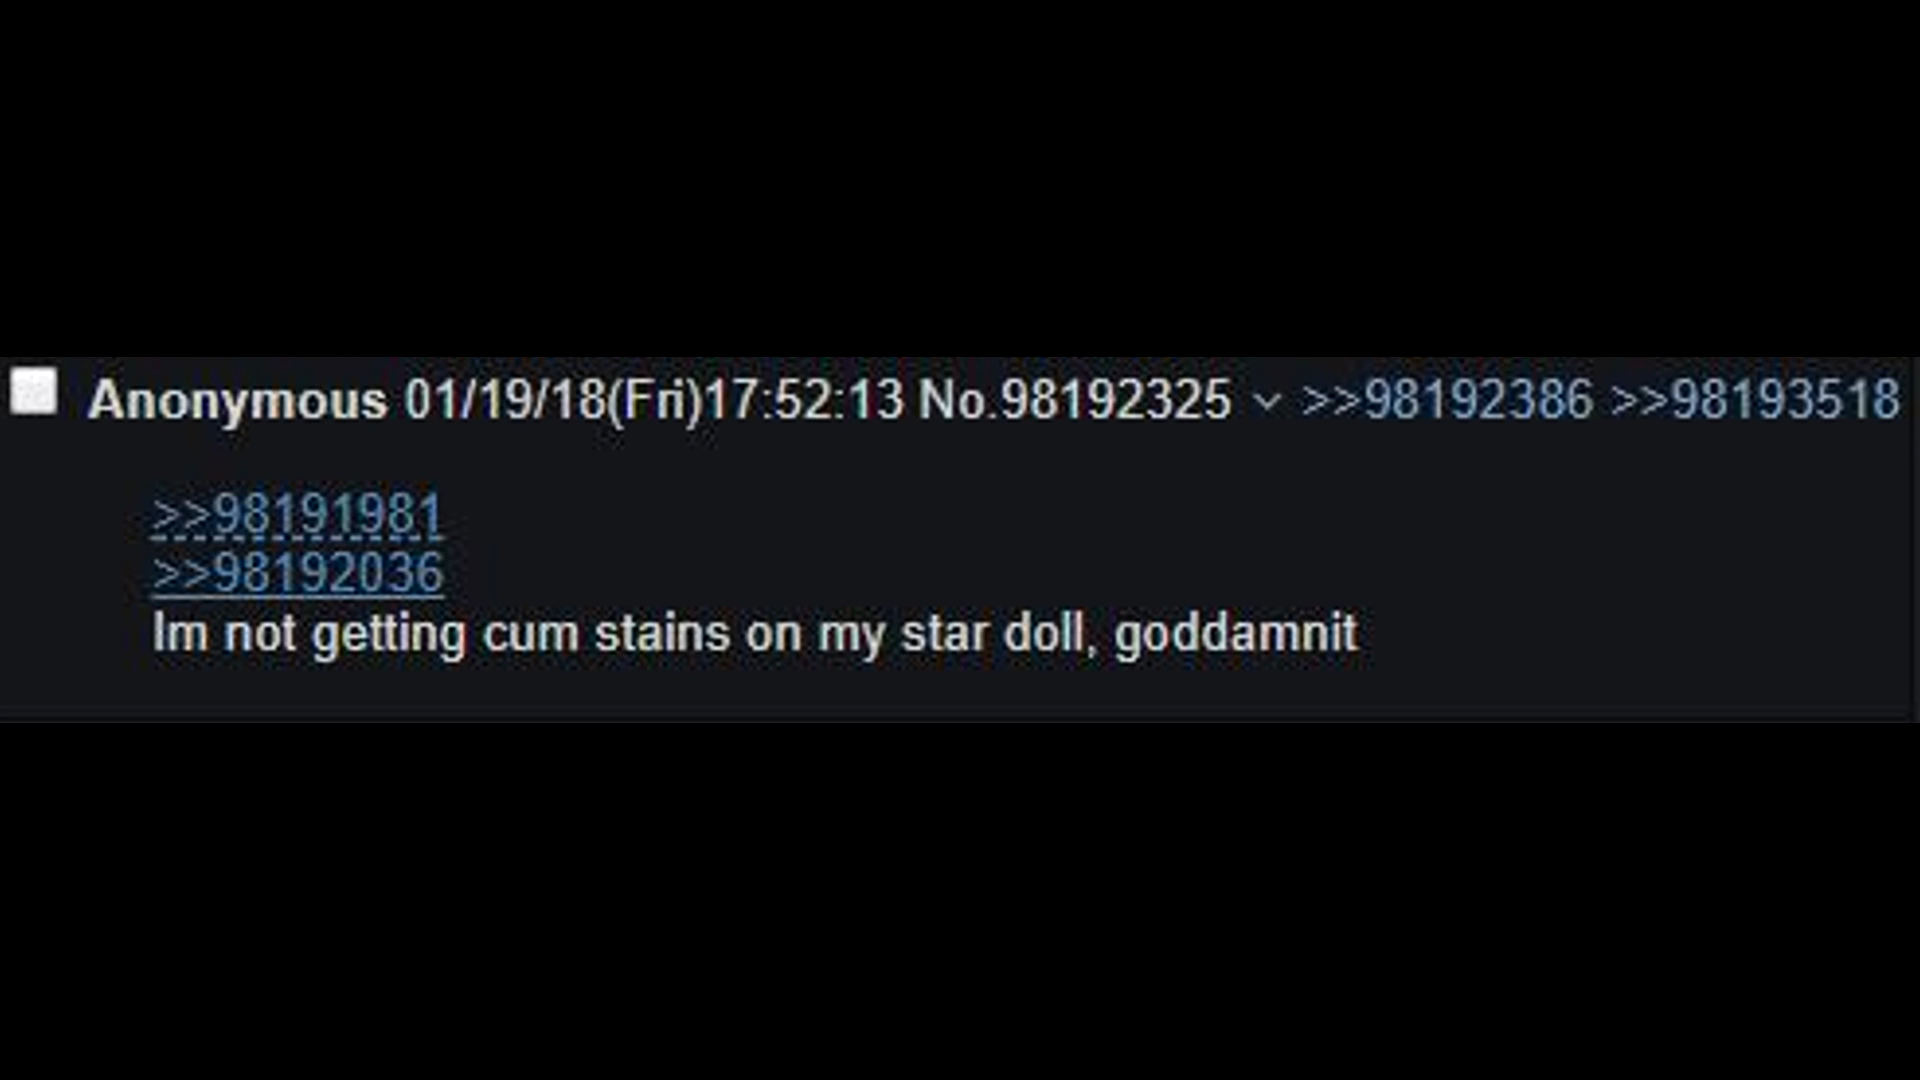 Anonymous 01/19/18(Fri)17:52:13 No.98192325 >>98192386 >>98193518
>>98191981
>>98192036
Im not getting cum stains on my star doll, goddamnit